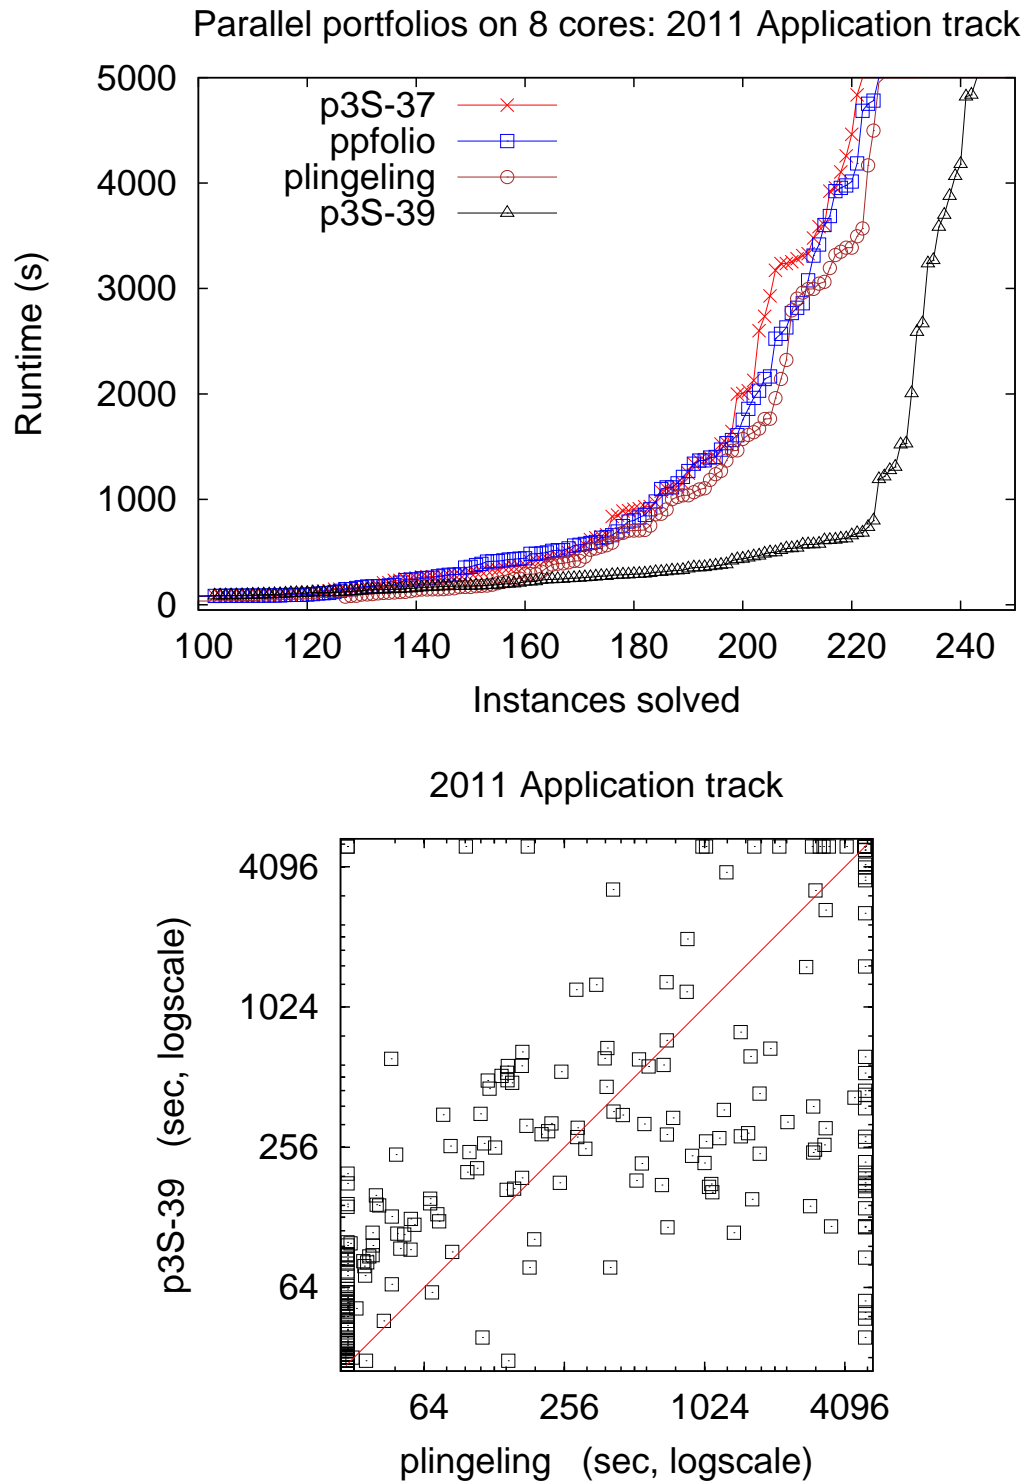 Parallel portfolios on 8 cores: 2011 Application track
5000
4000
3000
2000
1000
0
Runtime (s)
p3S-37
ppfolio
plingeling
p3S-39
100 120 140 160 180 200 220 240
Instances solved
2011 Application track
4096
1024
256
64
p3S-39 (sec, logscale)
64 256 1024 4096
plingeling (sec, logscale)